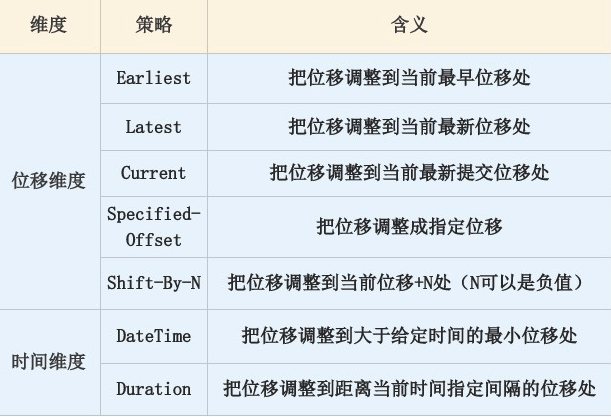 维度 策略 含义
位移维度
Earliest 把位移调整到当前最早位移处
Latest 把位移调整到当前最新位移处
Current 把位移调整到当前最新提交位移处
Specified-
Offset 把位移调整成指定位移
Shift-By-N 把位移调整到当前位移+N处（N可以是负值）
时间维度
DateTime 把位移调整到大于给定时间的最小位移处
Duration 把位移调整到距离当前时间指定间隔的位移处